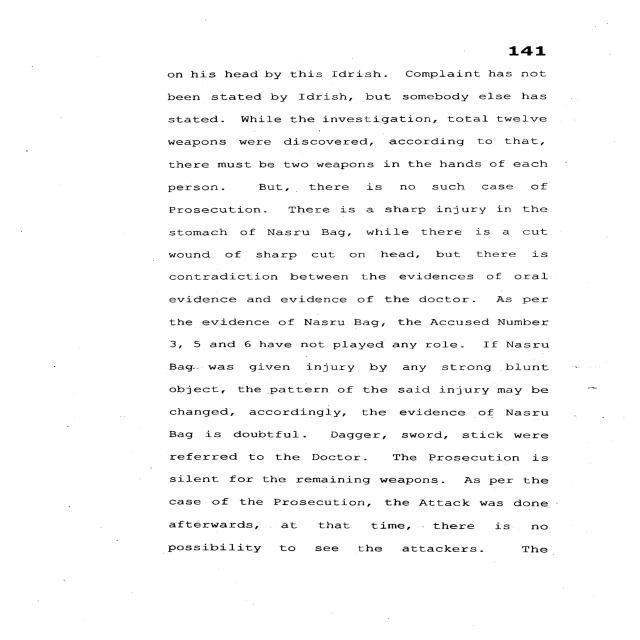 141
on his head by this Idrish. Complaint has not
been stated by Idrish, but somebody else has
stated. While the investigation, total twelve
weapons were discovered, according to that,
there must be two weapons in the hands of each
person. But, there is no such case of
Prosecution. There is a sharp injury in the
stomach of Nasru Bag, while there is a cut
wound of sharp cut on head, but there is
contradiction between the evidences of oral
evidence and evidence of the doctor. As per
the evidence of Nasru Bag, the Accused Number
3, 5 and 6 have not played any role. If Nasru
Bag was given injury by any strong blunt
object, the pattern of the said injury may be
changed, accordingly, the evidence of Nasru
Bag is doubtful. Dagger, sword, stick were
referred to the Doctor. The Prosecution is
silent for the remaining weapons. As per the
case of the Prosecution, the Attack was done
afterwards, at that time, there is no
possibility to see the attackers. The